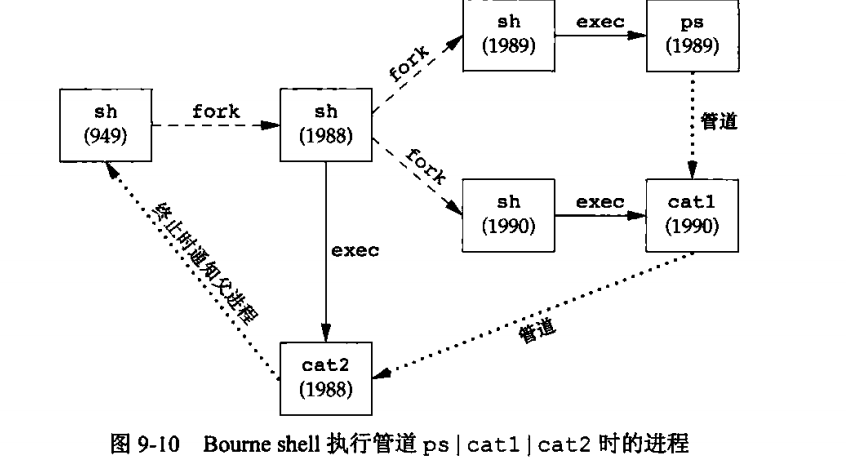 sh
(1989)
exec
ps
(1989)
fork
sh
(949)
fork
sh
(1988)
管道
fork
sh
(1990)
exec
cat1
(1990)
终止时通知父进程
exec
管道
cat2
(1988)
图 9-10 Bourne shell 执行管道 ps|cat1|cat2 时的进程